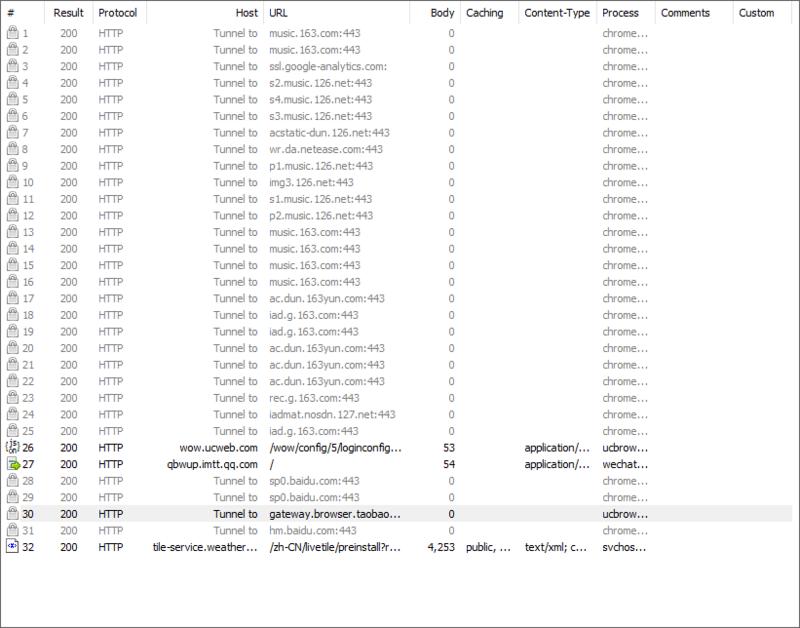 # Result Protocol Host URL Body Caching Content-Type Process Comments Custom
1 200 HTTP Tunnel to music.163.com:443 0 chrome...
2 200 HTTP Tunnel to music.163.com:443 0 chrome...
3 200 HTTP Tunnel to ssl.google-analytics.com: 0 chrome...
4 200 HTTP Tunnel to s2.music.126.net:443 0 chrome...
5 200 HTTP Tunnel to s4.music.126.net:443 0 chrome...
6 200 HTTP Tunnel to s3.music.126.net:443 0 chrome...
7 200 HTTP Tunnel to acstatic-dun.126.net:443 0 chrome...
8 200 HTTP Tunnel to wr.da.netease.com:443 0 chrome...
9 200 HTTP Tunnel to p1.music.126.net:443 0 chrome...
10 200 HTTP Tunnel to img3.126.net:443 0 chrome...
11 200 HTTP Tunnel to s1.music.126.net:443 0 chrome...
12 200 HTTP Tunnel to p2.music.126.net:443 0 chrome...
13 200 HTTP Tunnel to music.163.com:443 0 chrome...
14 200 HTTP Tunnel to music.163.com:443 0 chrome...
15 200 HTTP Tunnel to music.163.com:443 0 chrome...
16 200 HTTP Tunnel to music.163.com:443 0 chrome...
17 200 HTTP Tunnel to ac.dun.163yun.com:443 0 chrome...
18 200 HTTP Tunnel to iad.g.163.com:443 0 chrome...
19 200 HTTP Tunnel to iad.g.163.com:443 0 chrome...
20 200 HTTP Tunnel to ac.dun.163yun.com:443 0 chrome...
21 200 HTTP Tunnel to ac.dun.163yun.com:443 0 chrome...
22 200 HTTP Tunnel to ac.dun.163yun.com:443 0 chrome...
23 200 HTTP Tunnel to rec.g.163.com:443 0 chrome...
24 200 HTTP Tunnel to iadmat.nosdn.127.net:443 0 chrome...
25 200 HTTP Tunnel to iad.g.163.com:443 0 chrome...
26 200 HTTP wow.ucweb.com /wow/config/5/loginconfig... 53 application/... ucbrow...
27 200 HTTP qbwup.imtt.qq.com / 54 application/... wechat...
28 200 HTTP Tunnel to sp0.baidu.com:443 0 chrome...
29 200 HTTP Tunnel to sp0.baidu.com:443 0 chrome...
30 200 HTTP Tunnel to gateway.browser.taobao... 0 ucbrow...
31 200 HTTP Tunnel to hm.baidu.com:443 0 chrome...
32 200 HTTP tile-service.weather... /zh-CN/livetile/preinstall?r... 4,253 public, ... text/xml; c... svchos...